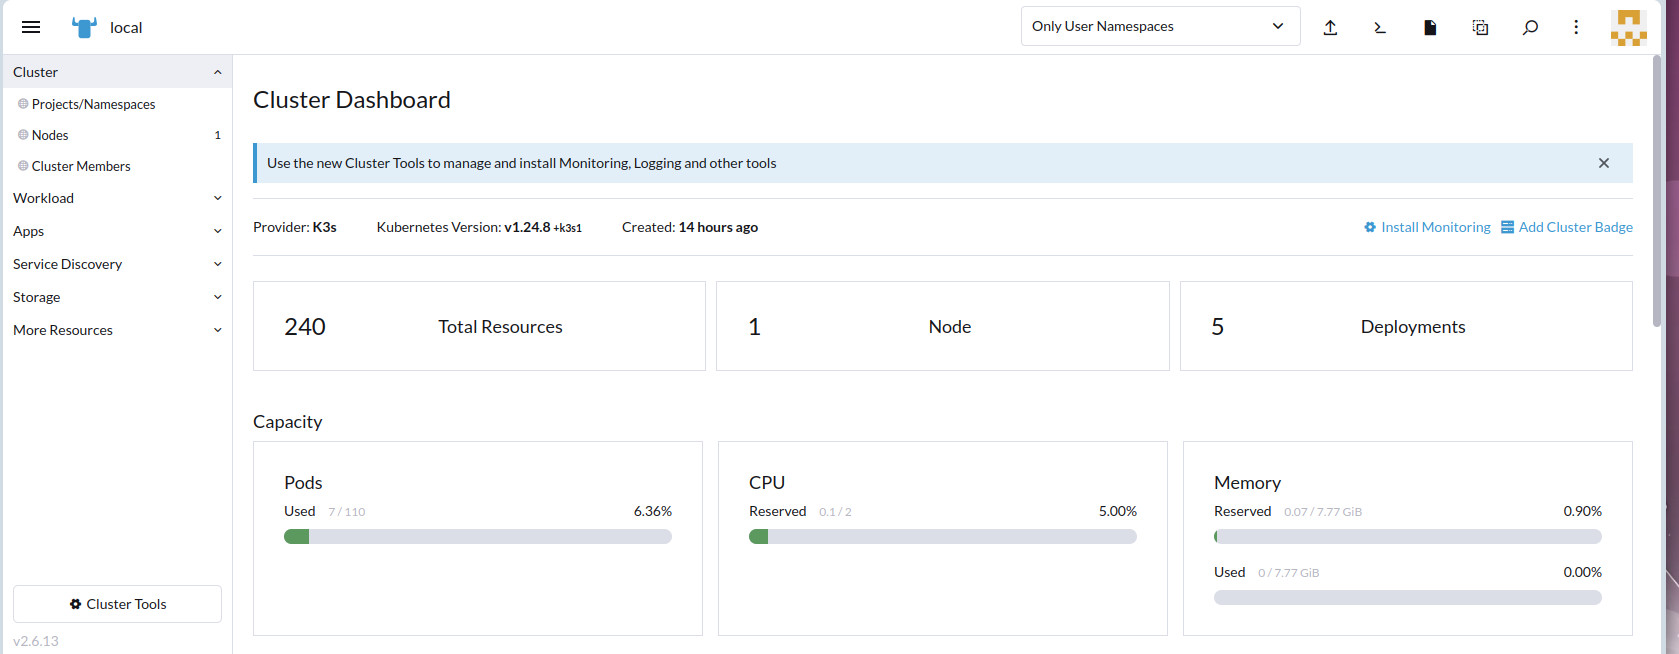 local
Only User Namespaces
Cluster
Projects/Namespaces
Nodes 1
Cluster Members
Workload
Apps
Service Discovery
Storage
More Resources
Cluster Tools
v2.6.13
Cluster Dashboard
Use the new Cluster Tools to manage and install Monitoring, Logging and other tools
Provider: K3s Kubernetes Version: v1.24.8 +k3s1 Created: 14 hours ago Install Monitoring Add Cluster Badge
240 Total Resources
1 Node
5 Deployments
Capacity
Pods
Used 7 / 110 6.36%
CPU
Reserved 0.1 / 2 5.00%
Memory
Reserved 0.07 / 7.77 GiB 0.90%
Used 0 / 7.77 GiB 0.00%